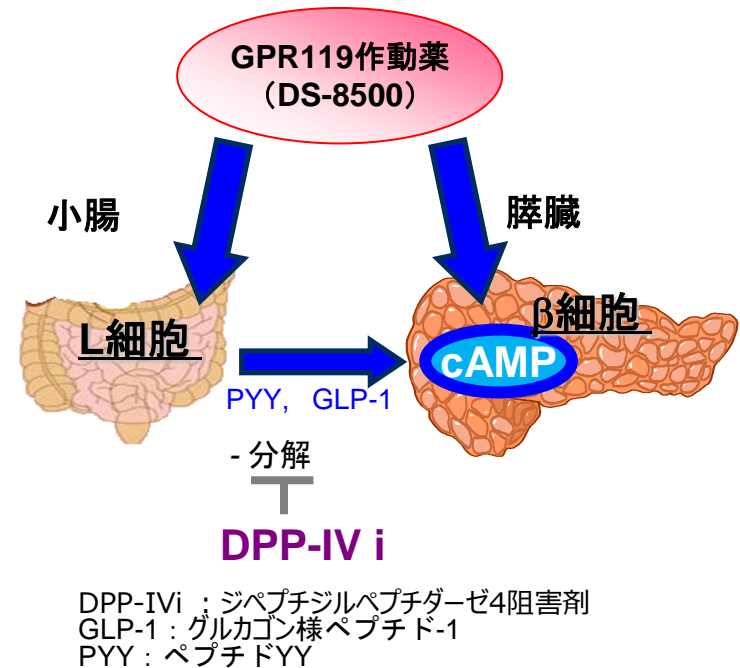 GPR119作動薬
（DS-8500）
小腸
膵臓
L細胞
β細胞
cAMP
PYY, GLP-1
- 分解
DPP-IV i
DPP-IVi ：ジペプチジルペプチダーゼ4阻害剤
GLP-1：グルカゴン様ペプチド-1
PYY：ペプチドYY